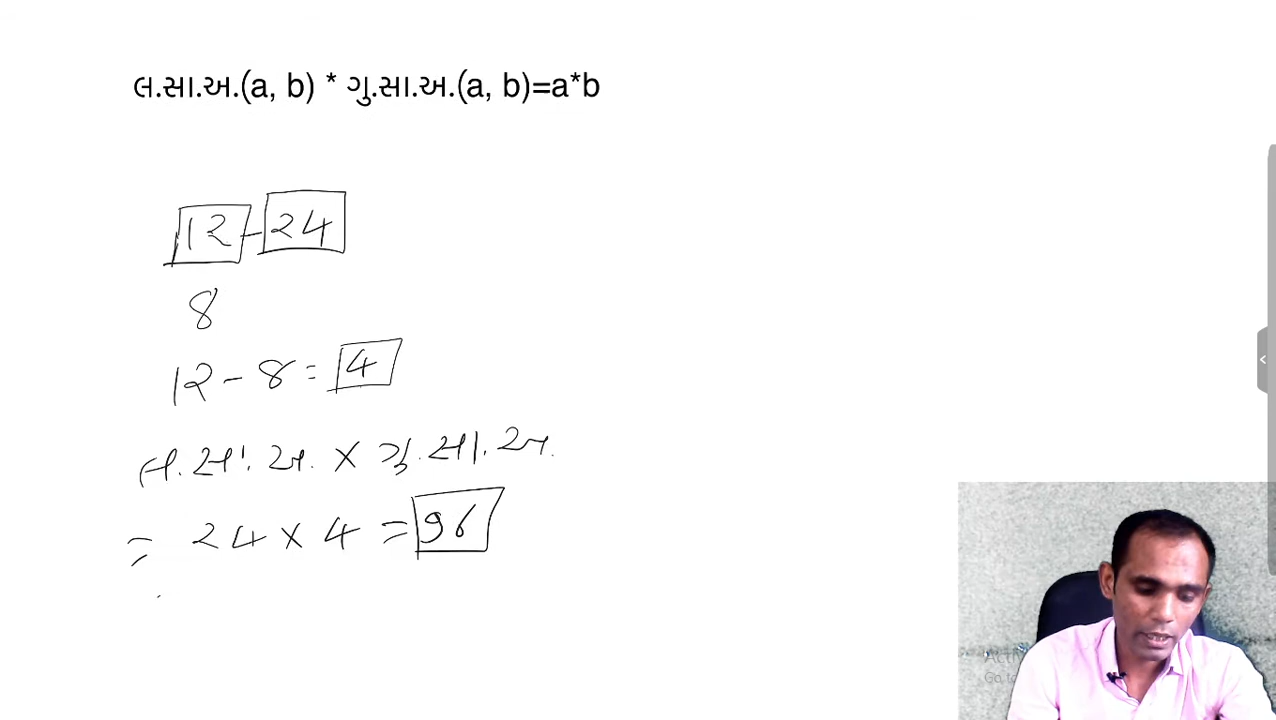 લ.સા.અ.(a, b) * ગુ.સા.અ.(a, b)=a*b
12 - 24
8
12 - 8 = 4
લ.સા.અ. × ગુ.સા.અ.
= 24 × 4 = 96